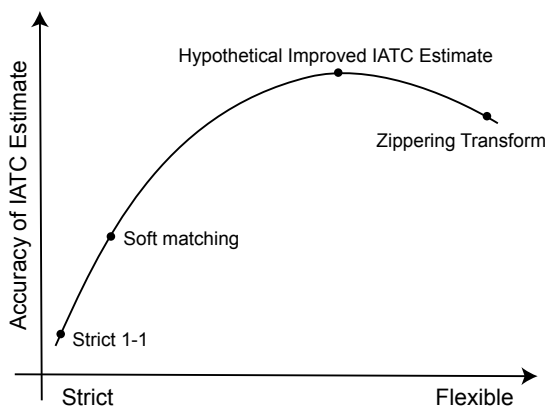 Hypothetical Improved IATC Estimate
Zippering Transform
Soft matching
Strict 1-1
Accuracy of IATC Estimate
Strict
Flexible